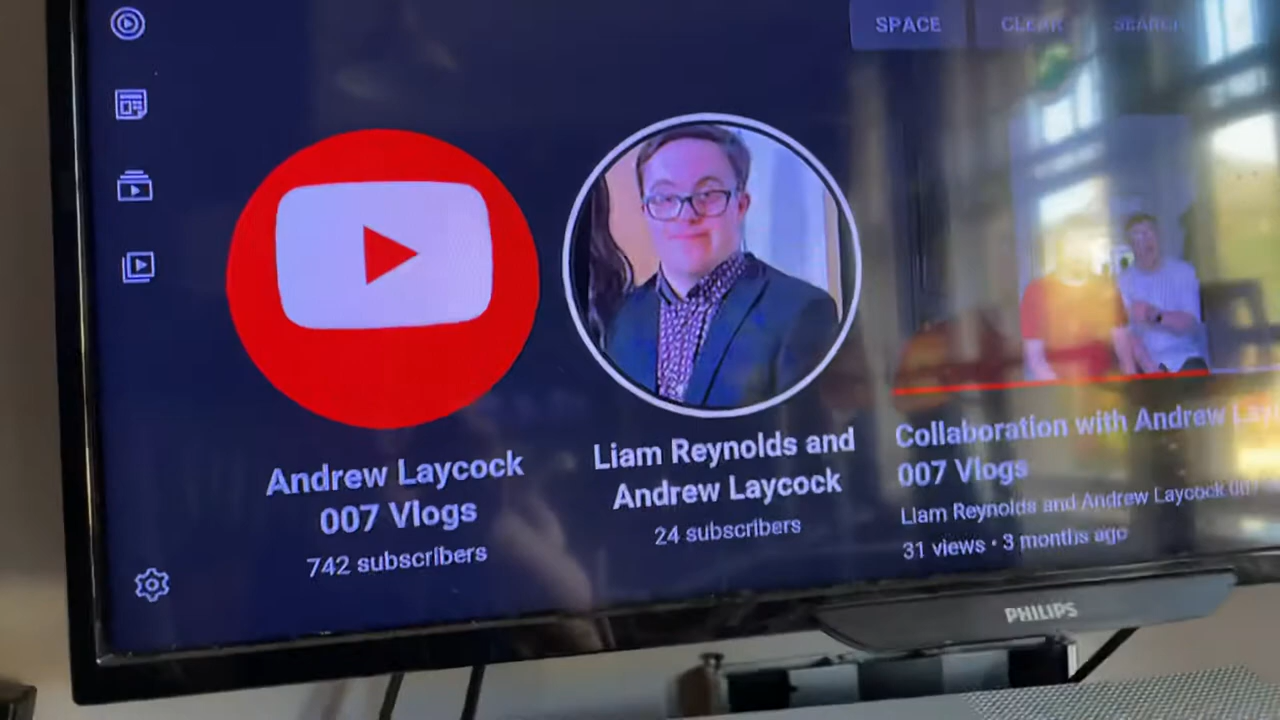 SPACE CLEAR SEARCH
Andrew Laycock
007 Vlogs
742 subscribers
Liam Reynolds and
Andrew Laycock
24 subscribers
Collaboration with Andrew
007 Vlogs
Liam Reynolds and Andrew Laycock
31 views • 3 months ago
PHILIPS